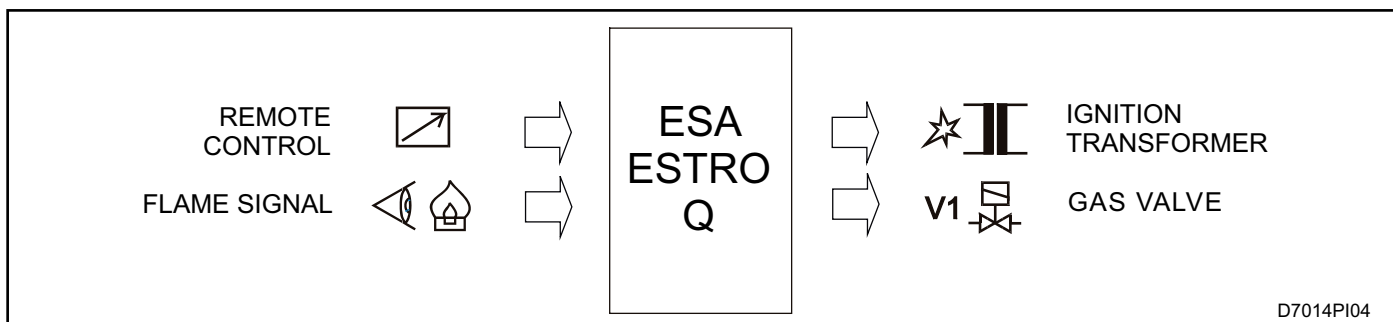 REMOTE
CONTROL
FLAME SIGNAL
ESA
ESTRO
Q
IGNITION
TRANSFORMER
V1
GAS VALVE
D7014PI04